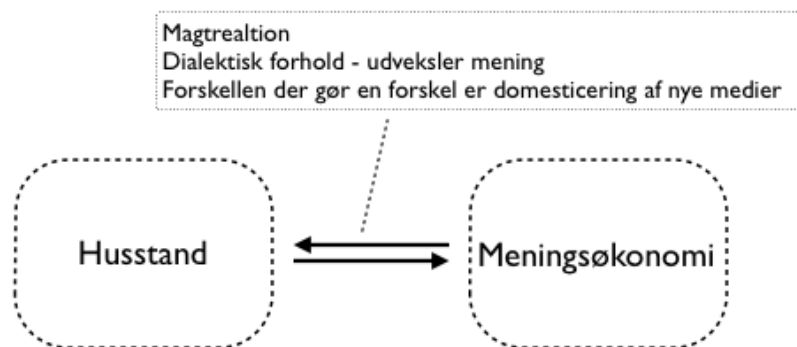 Magtrealtion
Dialektisk forhold - udveksler mening
Forskellen der gør en forskel er domesticering af nye medier
Husstand
Meningsøkonomi